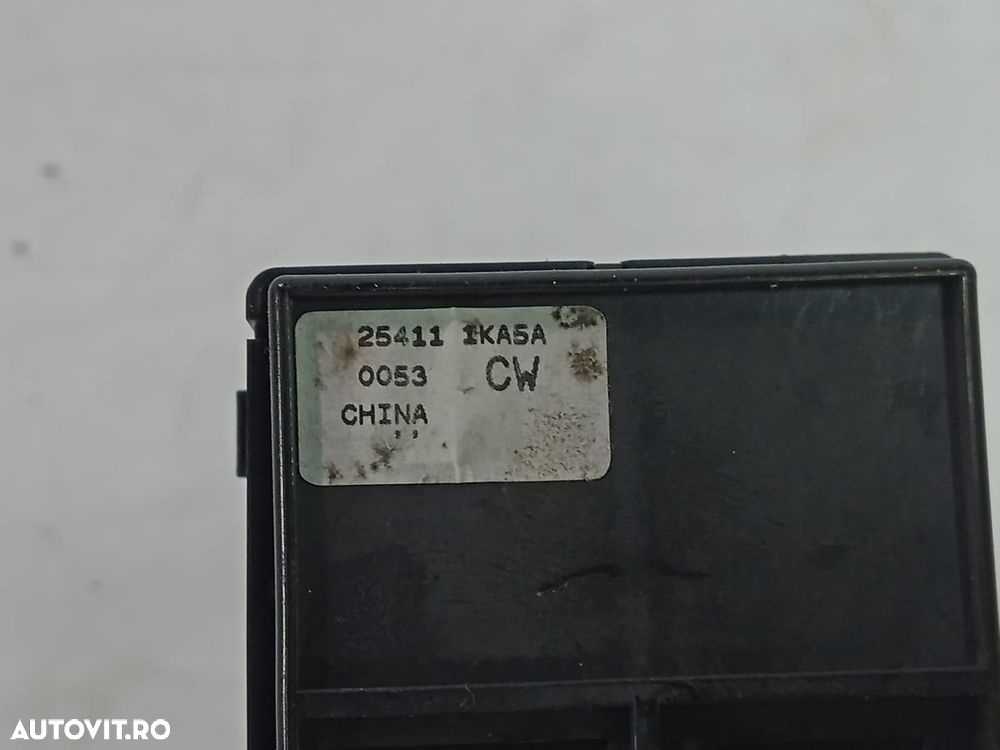 25411 1KA5A
0053 CW
CHINA
AUTOVIT.RO